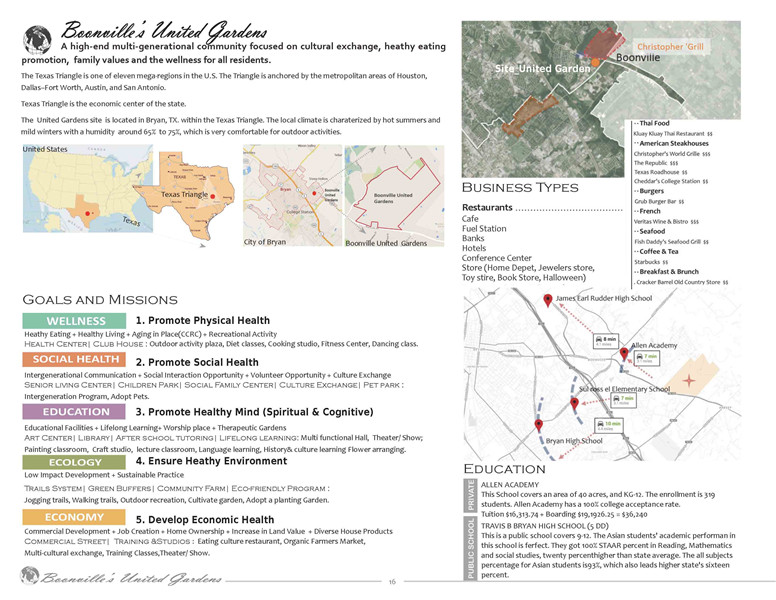 Boonville's United Gardens
A high-end multi-generational community focused on cultural exchange, heathy eating
promotion, family values and the wellness for all residents.
The Texas Triangle is one of eleven mega-regions in the U.S. The Triangle is anchored by the metropolitan areas of Houston,
Dallas–Fort Worth, Austin, and San Antonio.
Texas Triangle is the economic center of the state.
The United Gardens site is located in Bryan, TX. within the Texas Triangle. The local climate is charaterized by hot summers and
mild winters with a humidity around 65% to 75%, which is very comfortable for outdoor activities.
United States
Texas
TEXAS
Texas Triangle
Bryan
College Station
Boonville
United
Gardens
City of Bryan
Boonville United
Gardens
Boonville United Gardens
Goals and Missions
WELLNESS
1. Promote Physical Health
Heathy Eating + Healthy Living + Aging in Place(CCRC) + Recreational Activity
Health Center| Club House : Outdoor activity plaza, Diet classes, Cooking studio, Fitness Center, Dancing class.
SOCIAL HEALTH
2. Promote Social Health
Intergenerational Communication + Social Interaction Opportunity + Volunteer Opportunity + Culture Exchange
Senior living Center| Children Park| Social Family Center| Culture Exchange| Pet park :
Intergeneration Program, Adopt Pets.
EDUCATION
3. Promote Healthy Mind (Spiritual & Cognitive)
Educational Facilities + Lifelong Learning+ Worship place + Therapeutic Gardens
Art Center| Library| After school tutoring| Lifelong learning: Multi functional Hall, Theater/ Show;
Painting classroom, Craft studio, lecture classroom, Language learning, History& culture learning Flower arranging.
ECOLOGY
4. Ensure Heathy Environment
Low Impact Development + Sustainable Practice
Trails System| Green Buffers| Community Farm| Eco-friendly Program :
Jogging trails, Walking trails, Outdoor recreation, Cultivate garden, Adopt a planting Garden.
ECONOMY
5. Develop Economic Health
Commercial Development + Job Creation + Home Ownership + Increase in Land Value + Diverse House Products
Commercial Street| Training &Studios : Eating culture restaurant, Organic Farmers Market,
Multi-cultural exchange, Training Classes,Theater/ Show.
Boonville's United Gardens
16
Christopher 'Grill
Boonville
Site United Garden
Business Types
Restaurants
Cafe
Fuel Station
Banks
Hotels
Conference Center
Store (Home Depet, Jewelers store,
Toy stire, Book Store, Halloween)
Thai Food
Kluay Kluay Thai Restaurant $$
American Steakhouses
Christopher's World Grille $$$
The Republic $$$
Texas Roadhouse $$
Cheddar's College Station $$
Burgers
Grub Burger Bar $$
French
Veritas Wine & Bistro $$$
Seafood
Fish Daddy's Seafood Grill $$
Coffee & Tea
Starbucks $$
Breakfast & Brunch
Cracker Barrel Old Country Store $$
James Earl Rudder High School
8 min
Allen Academy
7 min
Sul ross el Elementary School
7 min
10 min
Bryan High School
Education
PRIVATE
ALLEN ACADEMY
This School covers an area of 40 acres, and KG-12. The enrollment is 319
students. Allen Academy has a 100% college acceptance rate.
Tuition $16,313.74 + Boarding $19,1926.25 = $36,240
PUBLIC SCHOOL
TRAVIS B BRYAN HIGH SCHOOL (5 DD)
This is a public school covers 9-12. The Asian students' academic performan in
this school is ferfect. They got 100% STAAR percent in Reading, Mathematics
and social studies, twenty percenthigher than state average. The all subjects
percentage for Asian students is93%, which also leads higher state's sixteen
percent.